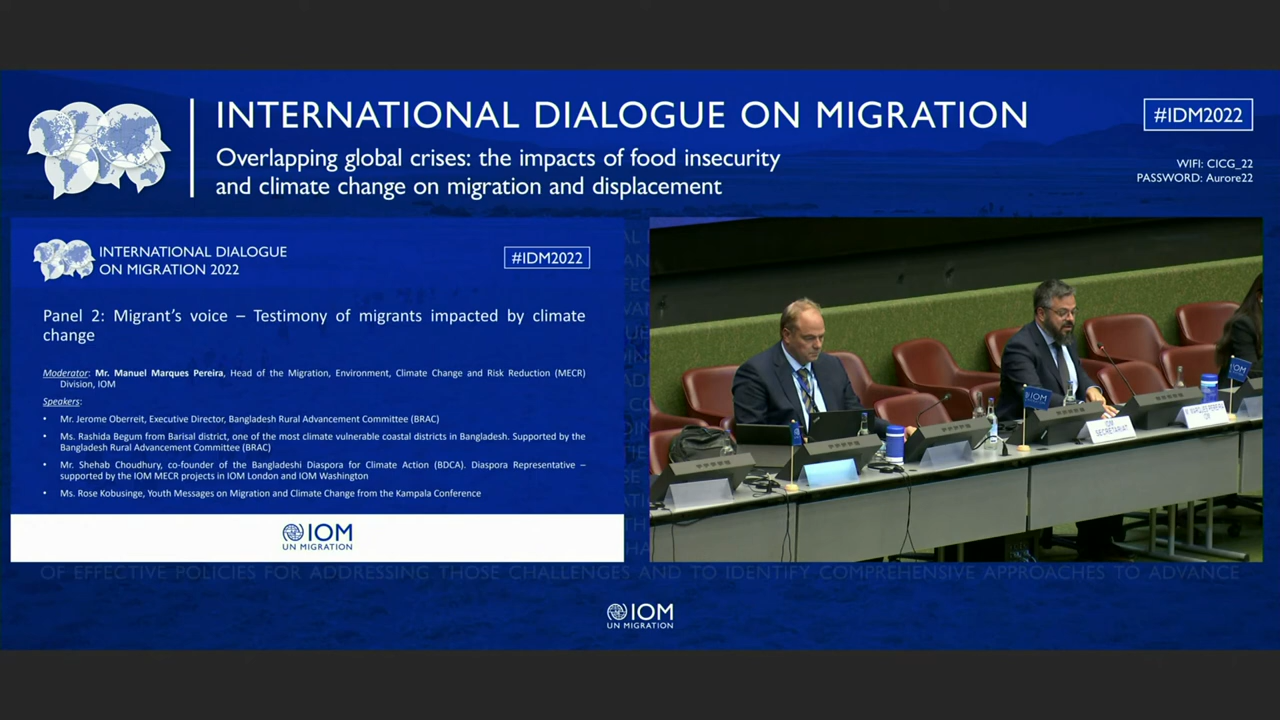 INTERNATIONAL DIALOGUE ON MIGRATION
Overlapping global crises: the impacts of food insecurity
and climate change on migration and displacement
#IDM2022
WIFI: CICG_22
PASSWORD: Aurore22
INTERNATIONAL DIALOGUE
ON MIGRATION 2022
#IDM2022
Panel 2: Migrant's voice – Testimony of migrants impacted by climate
change
Moderator: Mr. Manuel Marques Pereira, Head of the Migration, Environment, Climate Change and Risk Reduction (MECR)
Division, IOM
Speakers:
• Mr. Jerome Oberreit, Executive Director, Bangladesh Rural Advancement Committee (BRAC)
• Ms. Rashida Begum from Barisal district, one of the most climate vulnerable coastal districts in Bangladesh. Supported by the
Bangladesh Rural Advancement Committee (BRAC)
• Mr. Shehab Choudhury, co-founder of the Bangladeshi Diaspora for Climate Action (BDCA). Diaspora Representative –
supported by the IOM MECR projects in IOM London and IOM Washington
• Ms. Rose Kobusinge, Youth Messages on Migration and Climate Change from the Kampala Conference
IOM
UN MIGRATION
IOM
SECRETARIAT
IOM
OF EFFECTIVE POLICIES FOR ADDRESSING THOSE CHALLENGES AND TO IDENTIFY COMPREHENSIVE APPROACHES TO ADVANCE
IOM
UN MIGRATION